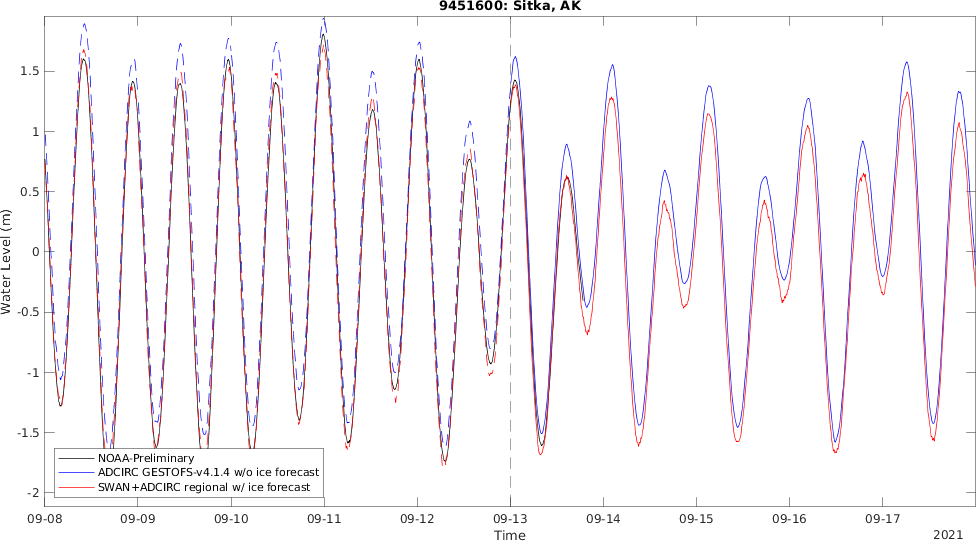 9451600: Sitka, AK
Water Level (m)
1.5
1
0.5
0
-0.5
-1
-1.5
-2
NOAA-Preliminary
ADCIRC GESTOFS-v4.1.4 w/o ice forecast
SWAN+ADCIRC regional w/ ice forecast
09-08 09-09 09-10 09-11 09-12 09-13 09-14 09-15 09-16 09-17
Time
2021